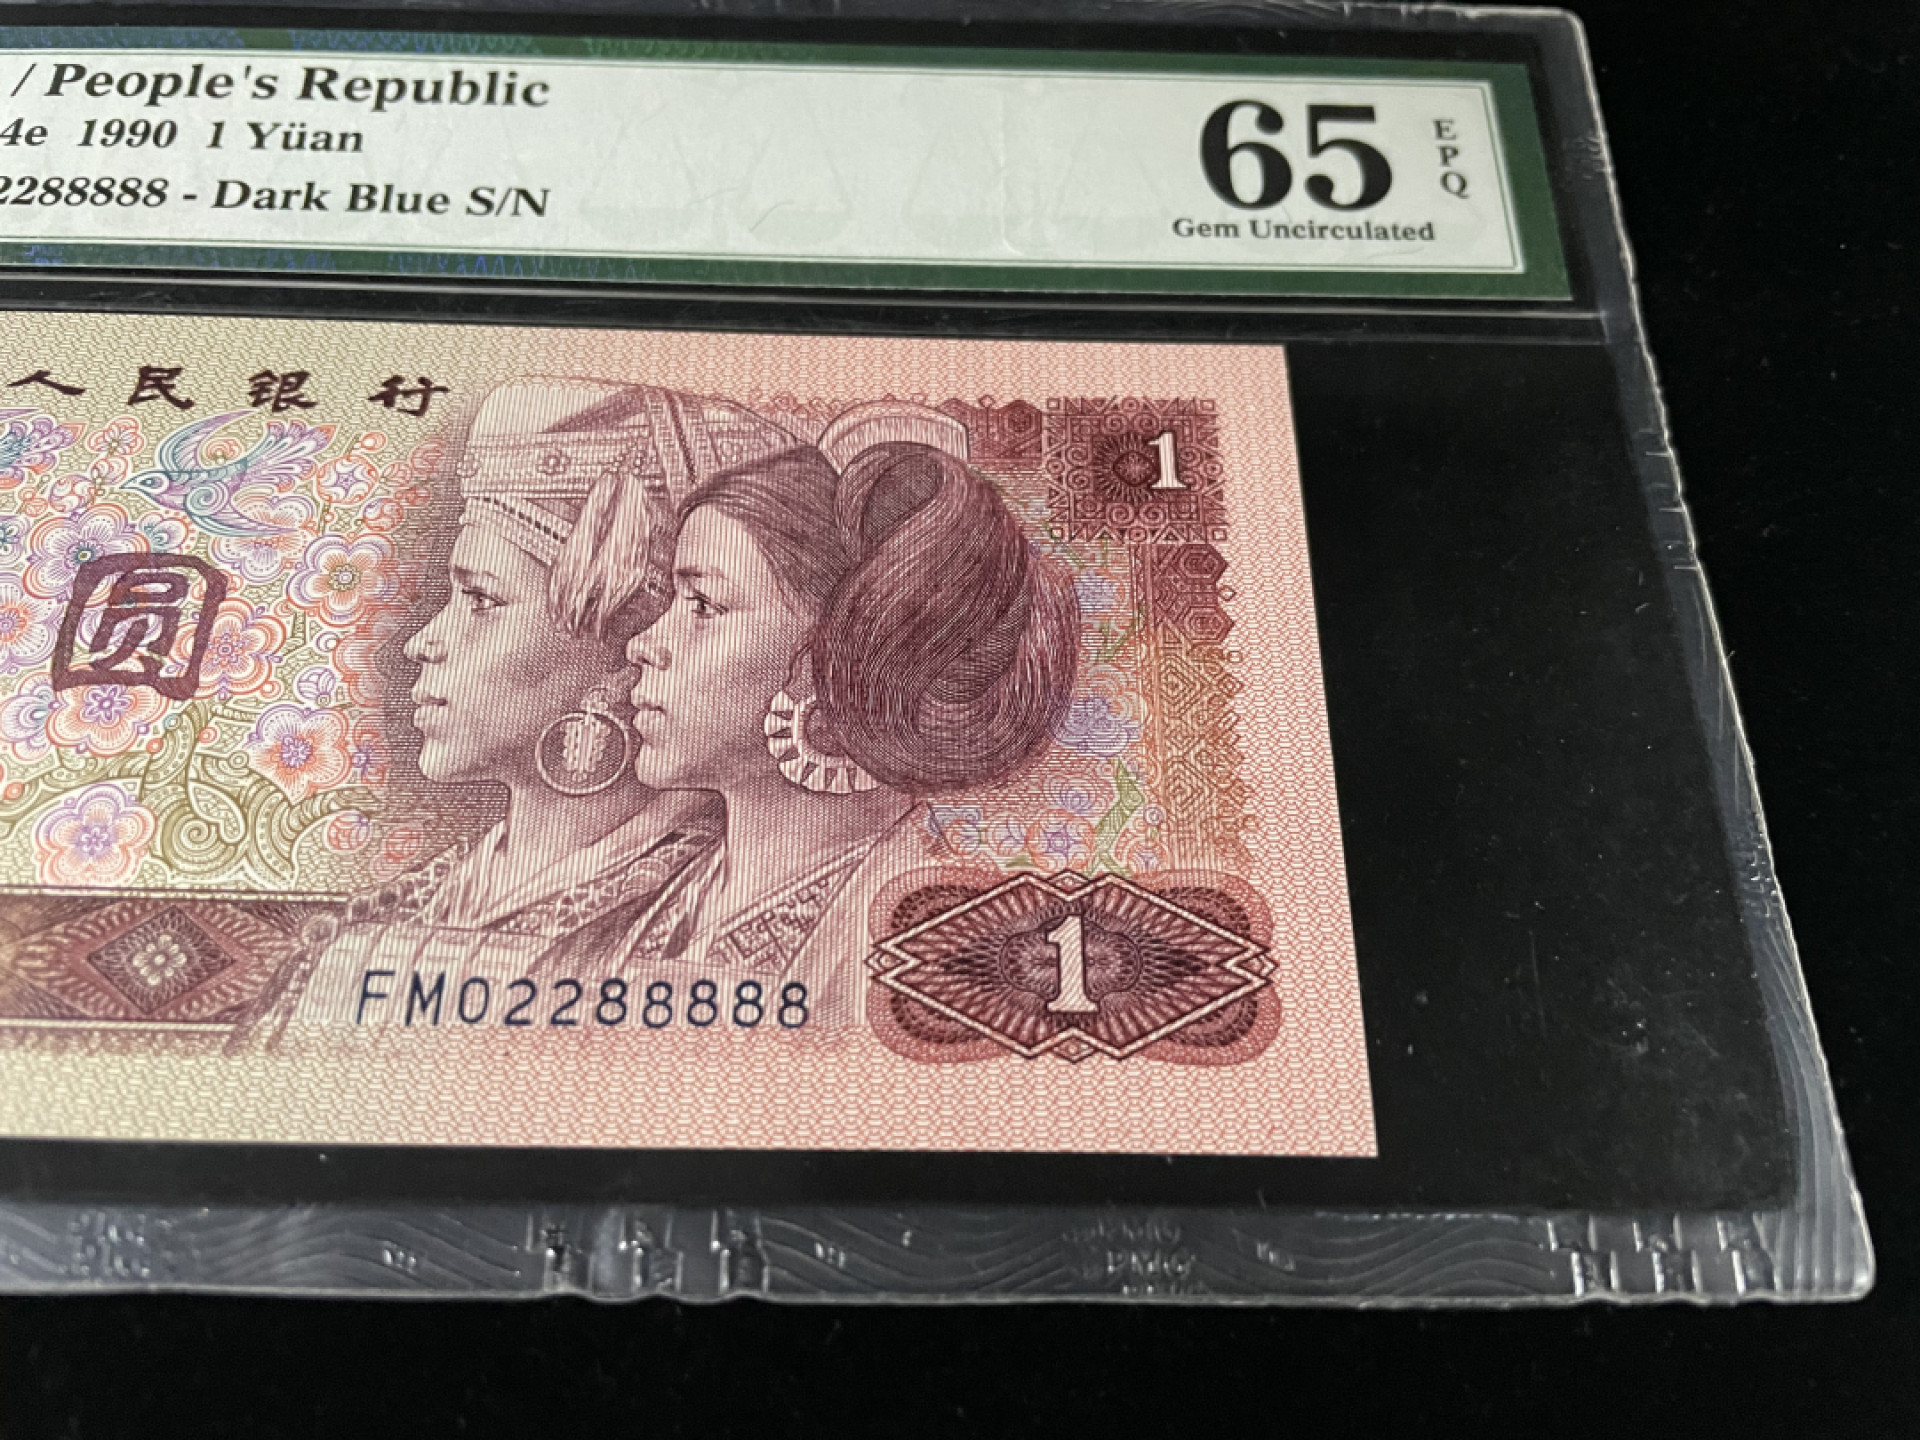 / People's Republic
4e 1990 1 Yüan
2288888 - Dark Blue S/N
65
EPQ
Gem Uncirculated
人民银行
1
圆
FM02288888
1
PMG